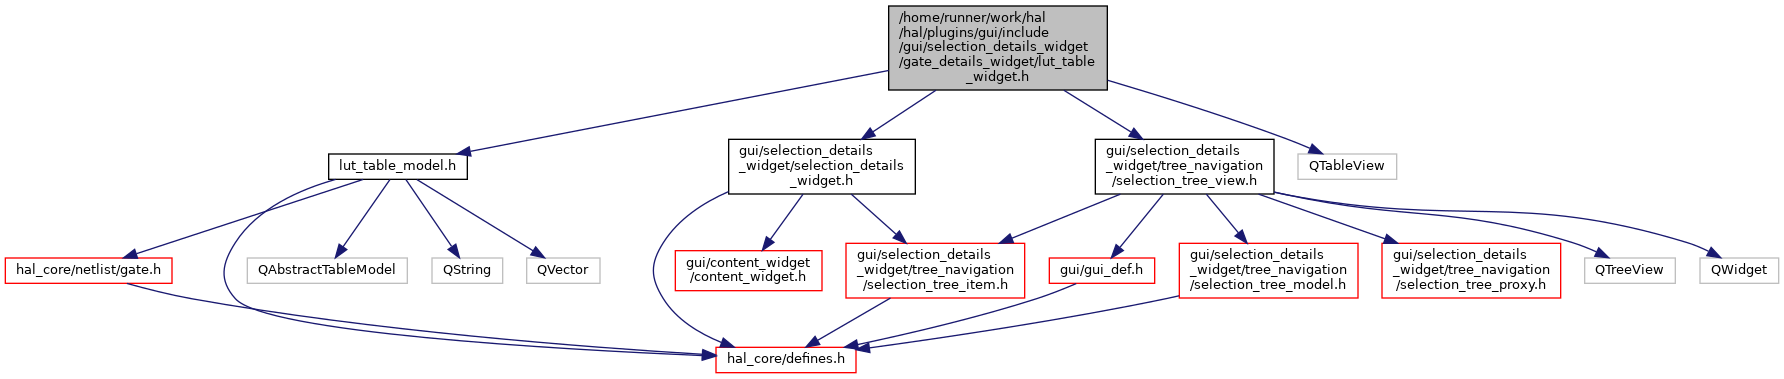 /home/runner/work/hal
/hal/plugins/gui/include
/gui/selection_details_widget
/gate_details_widget/lut_table
_widget.h
lut_table_model.h
gui/selection_details
_widget/selection_details
_widget.h
gui/selection_details
_widget/tree_navigation
/selection_tree_view.h
QTableView
hal_core/netlist/gate.h
QAbstractTableModel
QString
QVector
gui/content_widget
/content_widget.h
gui/selection_details
_widget/tree_navigation
/selection_tree_item.h
gui/gui_def.h
gui/selection_details
_widget/tree_navigation
/selection_tree_model.h
gui/selection_details
_widget/tree_navigation
/selection_tree_proxy.h
QTreeView
QWidget
hal_core/defines.h